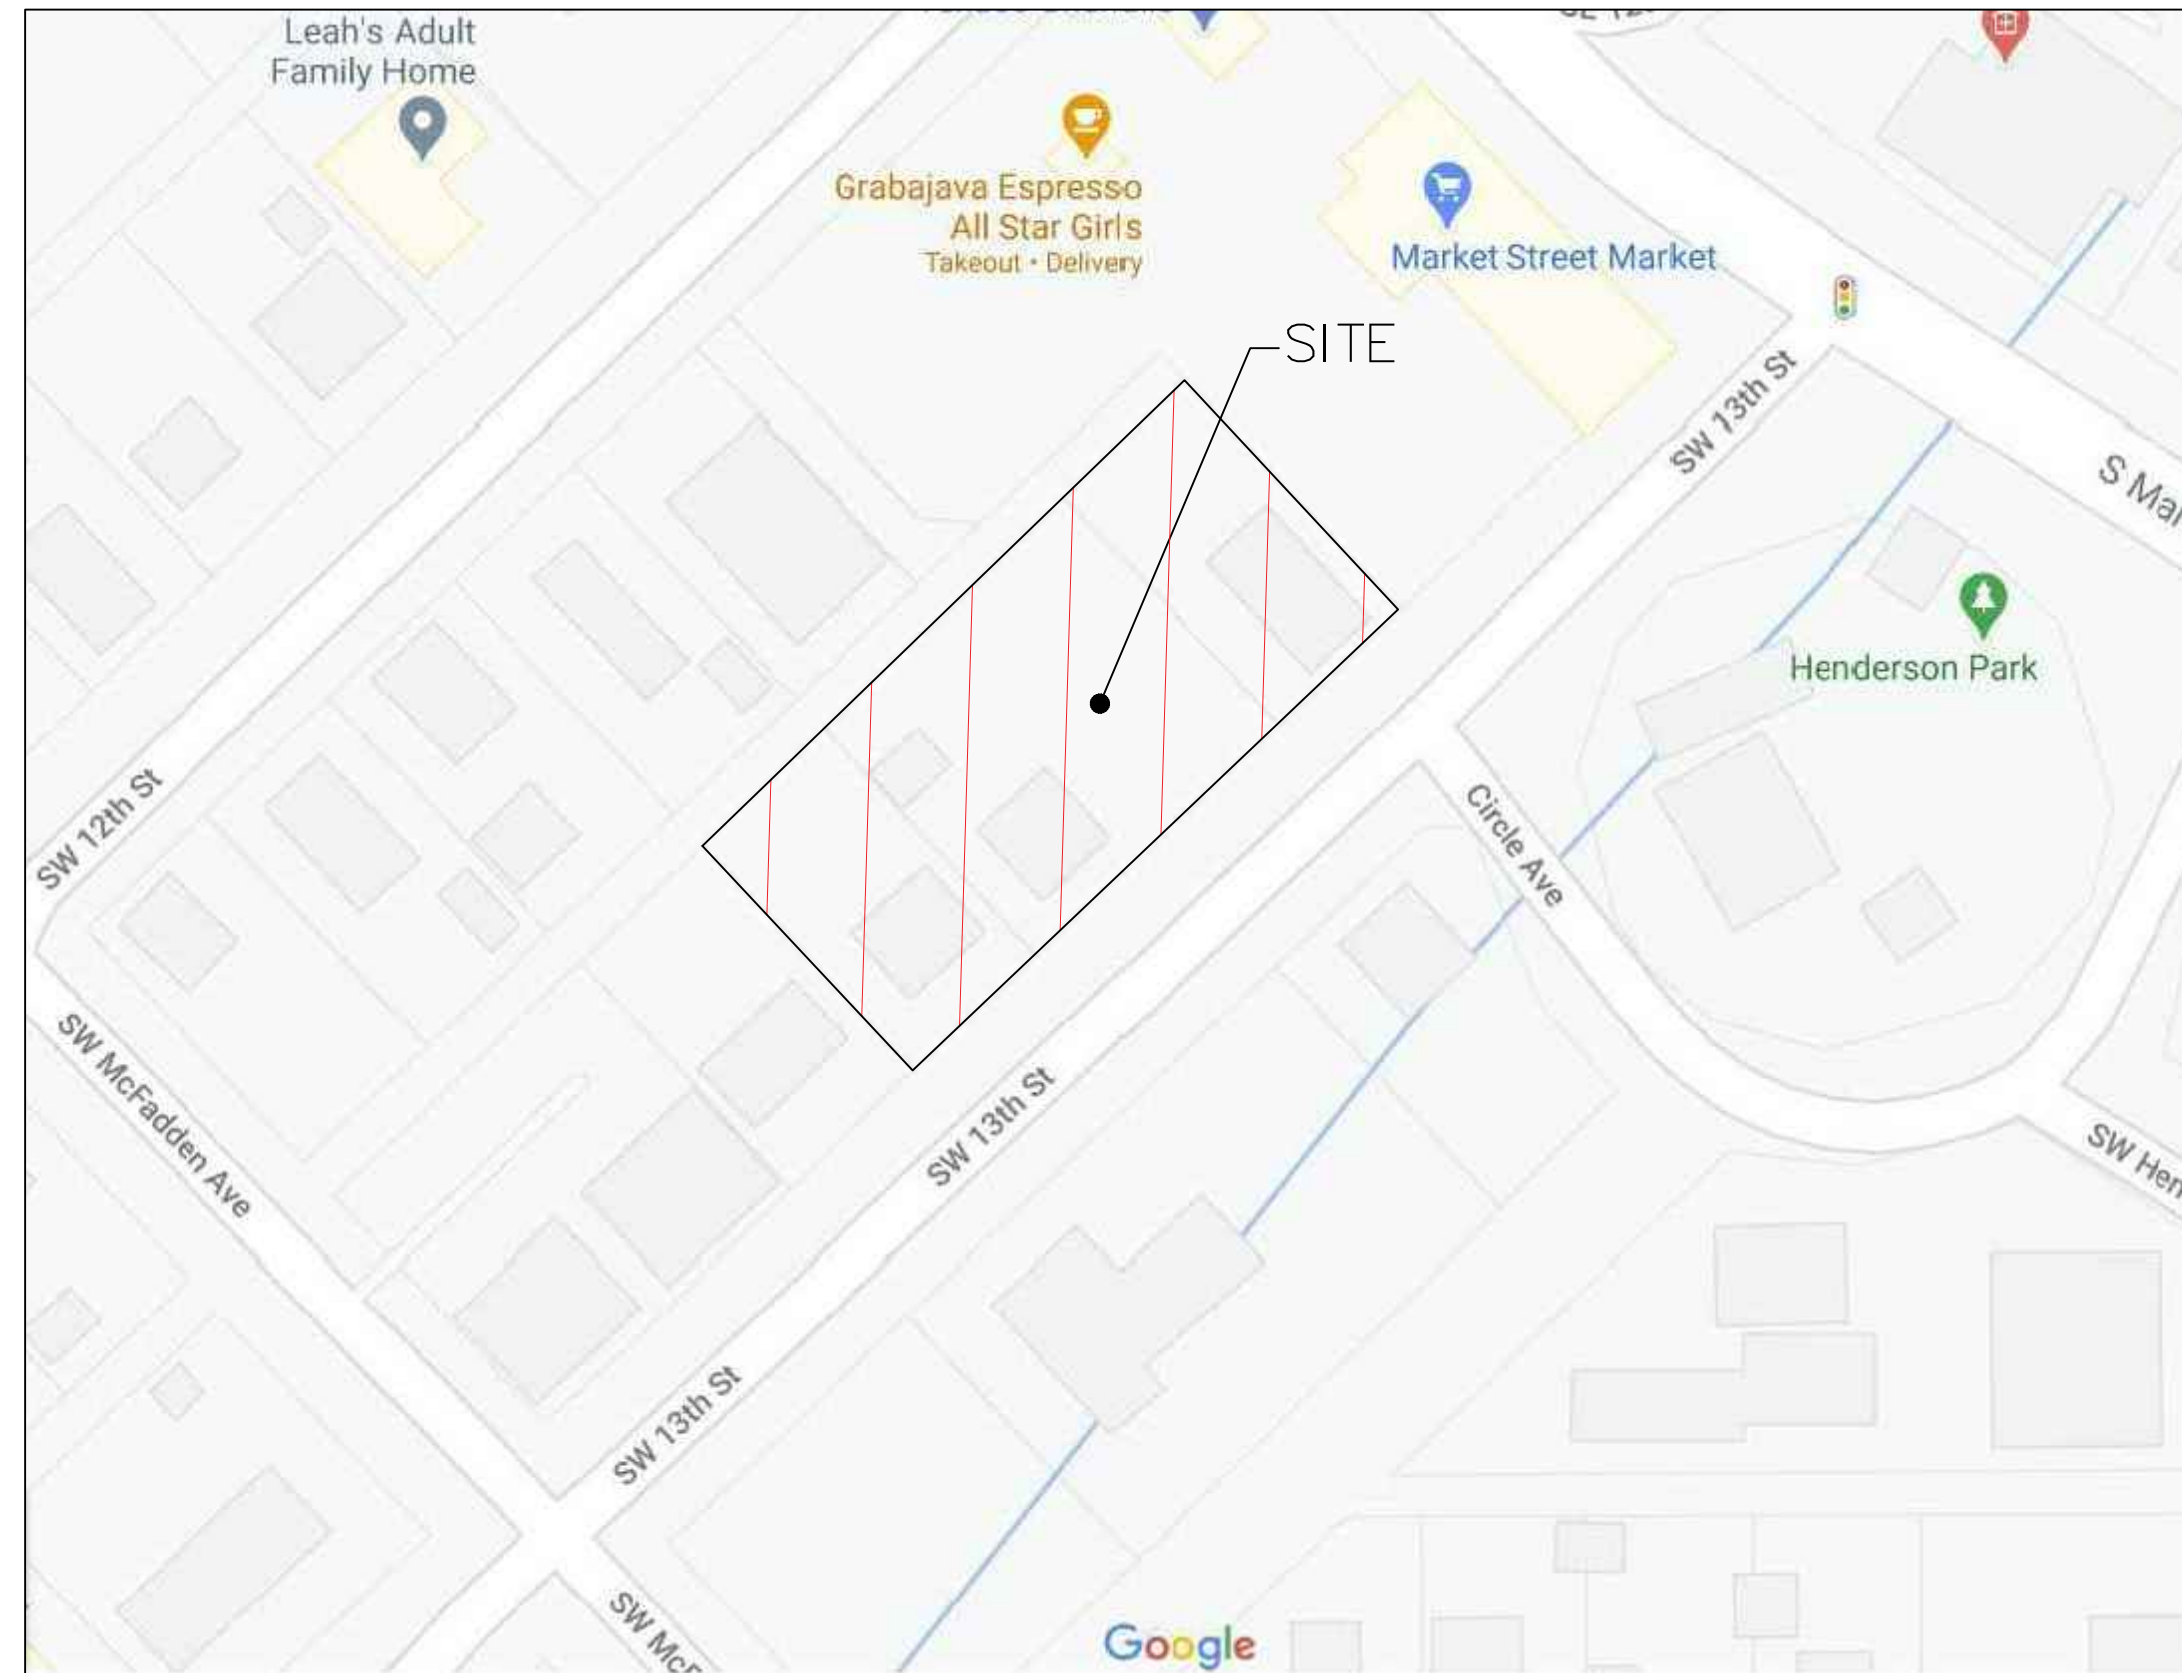 Leah's Adult
Family Home
Grabajava Espresso
All Star Girls
Takeout • Delivery
Market Street Market
SITE
SW 13th St
S Mar
Henderson Park
SW 12th St
Circle Ave
SW McFadden Ave
SW 13th St
SW Hen
SW 13th St
SW McF
Google